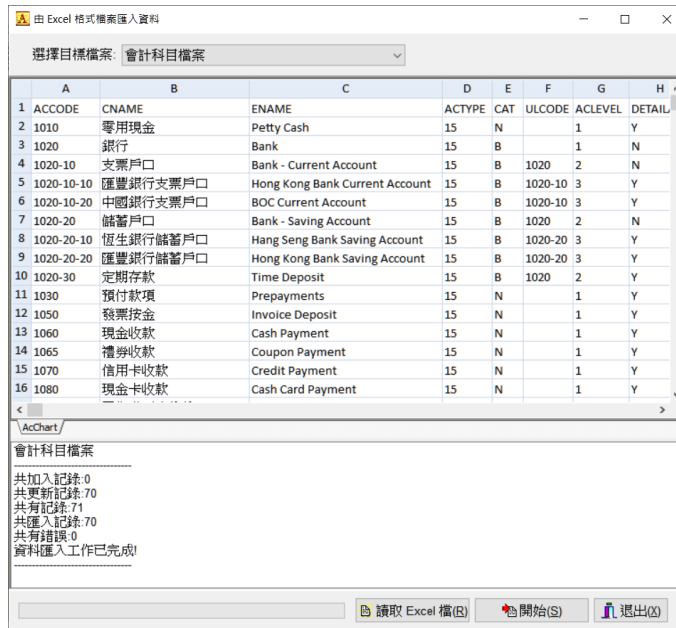 由 Excel 格式檔案匯入資料
選擇目標檔案: 會計科目檔案
A B C D E F G H
1 ACCODE CNAME ENAME ACTYPE CAT ULCODE ACLEVEL DETAIL
2 1010 零用現金 Petty Cash 15 N 1 Y
3 1020 銀行 Bank 15 B 1 N
4 1020-10 支票戶口 Bank - Current Account 15 B 1020 2 N
5 1020-10-10 匯豐銀行支票戶口 Hong Kong Bank Current Account 15 B 1020-10 3 Y
6 1020-10-20 中國銀行支票戶口 BOC Current Account 15 B 1020-10 3 Y
7 1020-20 儲蓄戶口 Bank - Saving Account 15 B 1020 2 N
8 1020-20-10 恆生銀行儲蓄戶口 Hang Seng Bank Saving Account 15 B 1020-20 3 Y
9 1020-20-20 匯豐銀行儲蓄戶口 Hong Kong Bank Saving Account 15 B 1020-20 3 Y
10 1020-30 定期存款 Time Deposit 15 B 1020 2 Y
11 1030 預付款項 Prepayments 15 N 1 Y
12 1050 發票按金 Invoice Deposit 15 N 1 Y
13 1060 現金收款 Cash Payment 15 N 1 Y
14 1065 禮券收款 Coupon Payment 15 N 1 Y
15 1070 信用卡收款 Credit Payment 15 N 1 Y
16 1080 現金卡收款 Cash Card Payment 15 N 1 Y
AcChart
會計科目檔案
---------------------------------
共加入記錄:0
共更新記錄:70
共有記錄:71
共匯入記錄:70
共有錯誤:0
資料匯入工作已完成!
---------------------------------
讀取 Excel 檔(R) 開始(S) 退出(X)